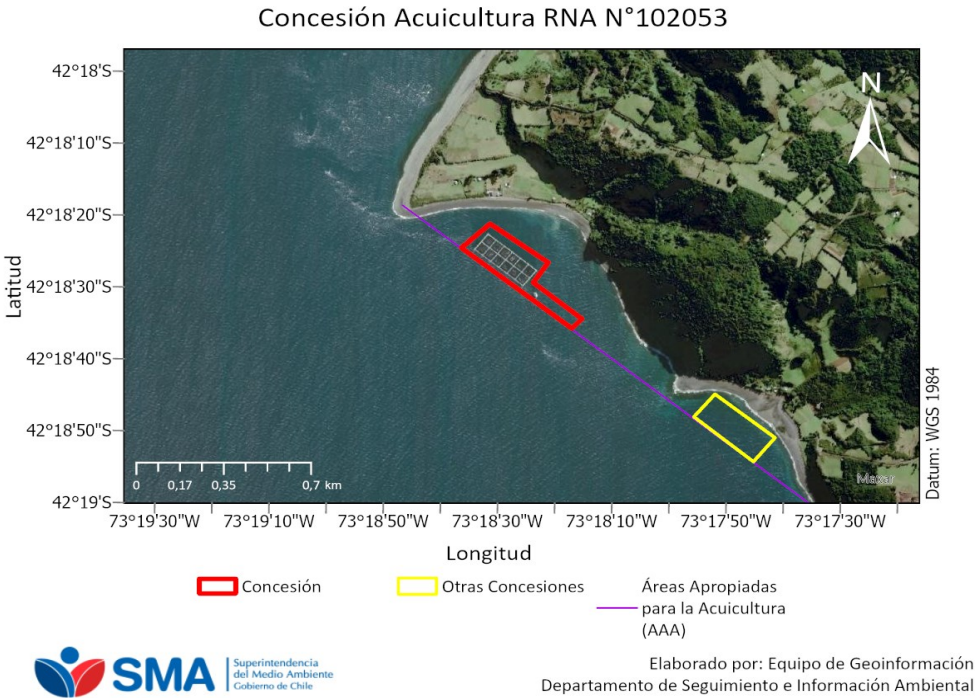 Concesión Acuicultura RNA N°102053
42°18'S
42°18'10"S
42°18'20"S
42°18'30"S
42°18'40"S
42°18'50"S
42°19'S
Latitud
N
0 0,17 0,35 0,7 km
Maxar
Datum: WGS 1984
73°19'30"W 73°19'10"W 73°18'50"W 73°18'30"W 73°18'10"W 73°17'50"W 73°17'30"W
Longitud
Concesión
Otras Concesiones
Áreas Apropiadas
para la Acuicultura
(AAA)
SMA
Superintendencia
del Medio Ambiente
Gobierno de Chile
Elaborado por: Equipo de Geoinformación
Departamento de Seguimiento e Información Ambiental